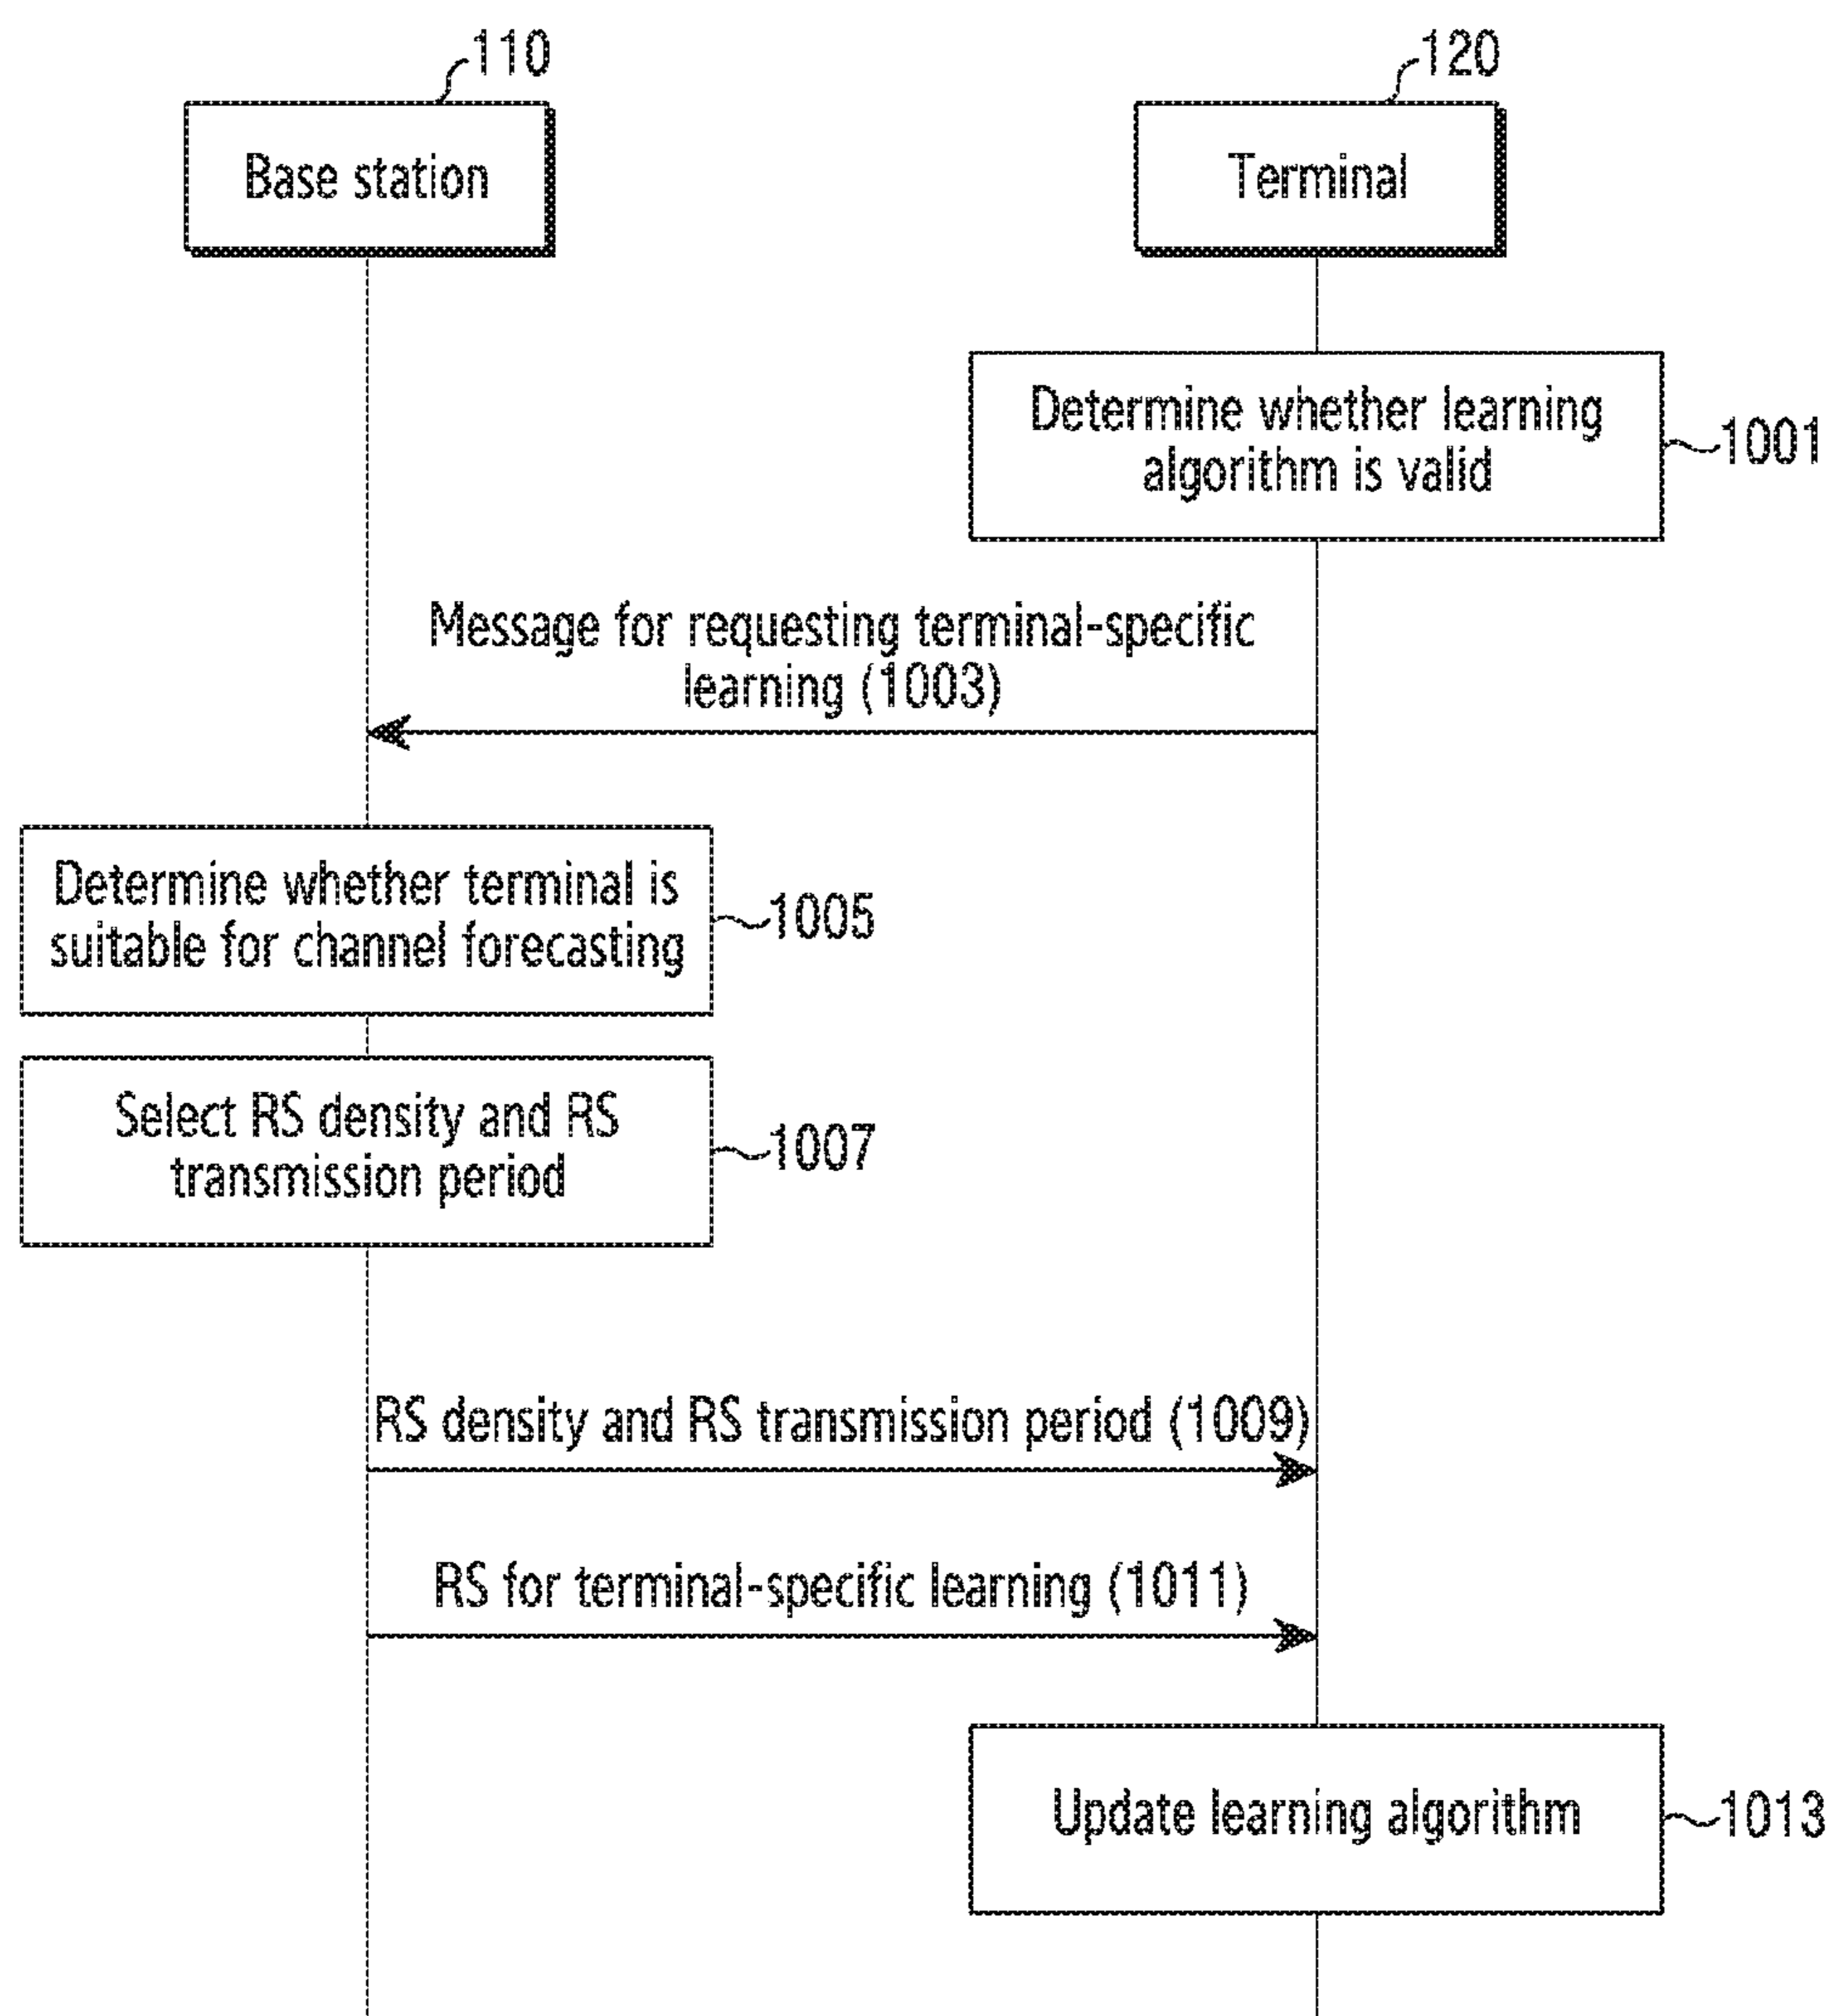 110
120
Base station
Terminal
Determine whether learning
algorithm is valid
1001
Message for requesting terminal-specific
learning (1003)
Determine whether terminal is
suitable for channel forecasting
1005
Select RS density and RS
transmission period
1007
RS density and RS transmission period (1009)
RS for terminal-specific learning (1011)
Update learning algorithm
1013